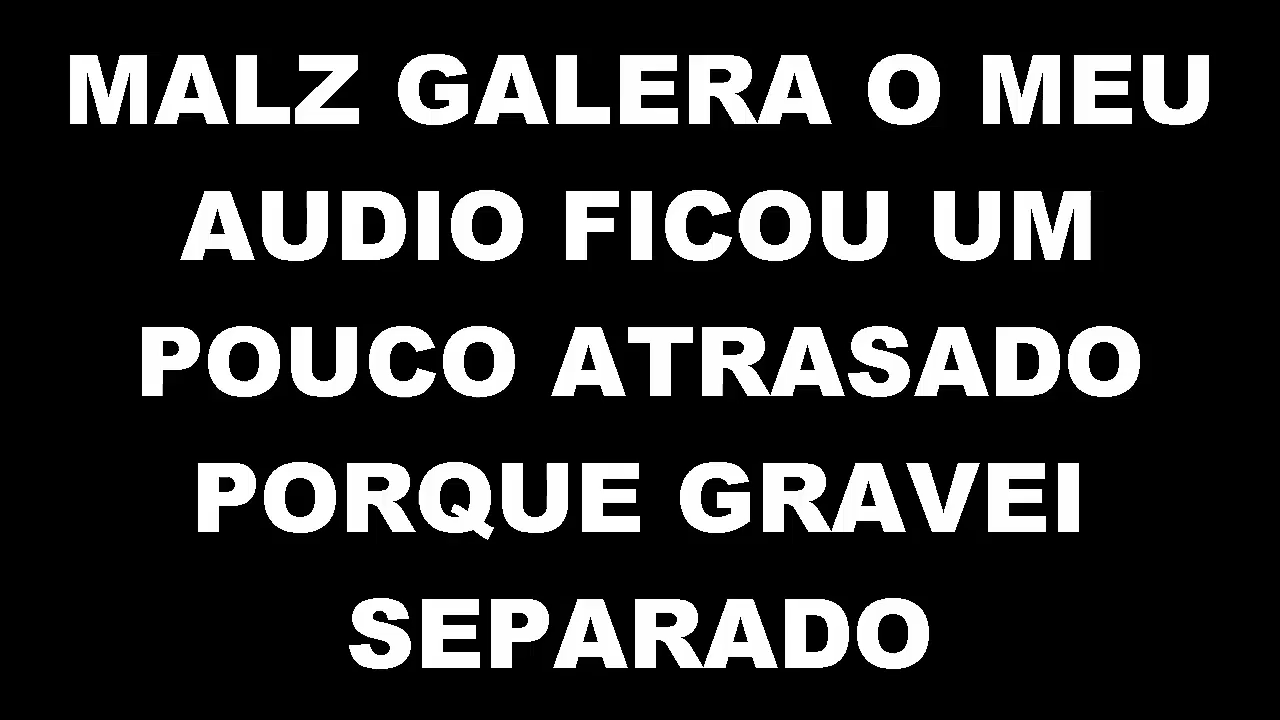 MALZ GALERA O MEU
AUDIO FICOU UM
POUCO ATRASADO
PORQUE GRAVEI
SEPARADO